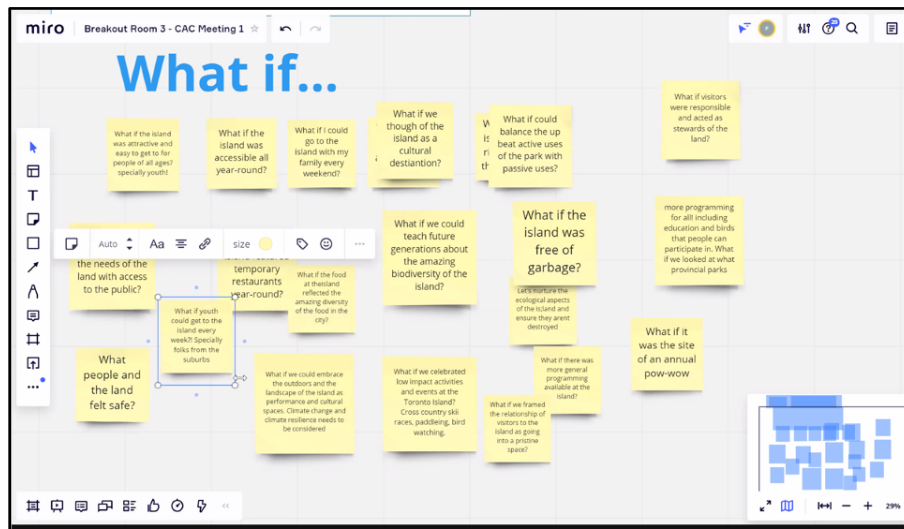 miro
Breakout Room 3 - CAC Meeting 1
What if...
What if the island
was attractive and
easy to get to for
people of all ages?
specially youth!
What if the
island was
accessible all
year-round?
What if I could
go to the
island with my
family every
weekend?
What if we
though of the
island as a
cultural
destiantion?
What if could
balance the up
beat active uses
of the park with
passive uses?
What if visitors
were responsible
and acted as
stewards of the
land?
Auto
Aa
size
the needs of the
land with access
to the public?
temporary
restaurants
year-round?
What if the food
at theisland
reflected the
amazing diversity
of the food in the
city?
What if we could
teach future
generations about
the amazing
biodiversity of the
island?
What if the
island was
free of
garbage?
Let's nurture the
ecological aspects
of the island and
ensure they arent
destroyed
more programming
for alll including
education and birds
that people can
participate in. What
if we looked at what
provincial parks
What if youth
could get to the
island every
week?! Specially
folks from the
suburbs
What
people and
the land
felt safe?
What if we could embrace
the outdoors and the
landscape of the island as
performance and cultural
spaces. Climate change and
climate resilience needs to
be considered
What if we celebrated
low impact activities
and events at the
Toronto Island?
Cross country skii
races, paddleing, bird
watching,
What if there was
more general
programming
available at the
island?
What if we framed
the relationship of
visitors to the
island as going
into a pristine
space?
What if it
was the site
of an annual
pow-wow
29%